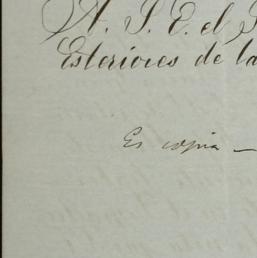 A. S. E. el S
Esteriores de la
Es copia —